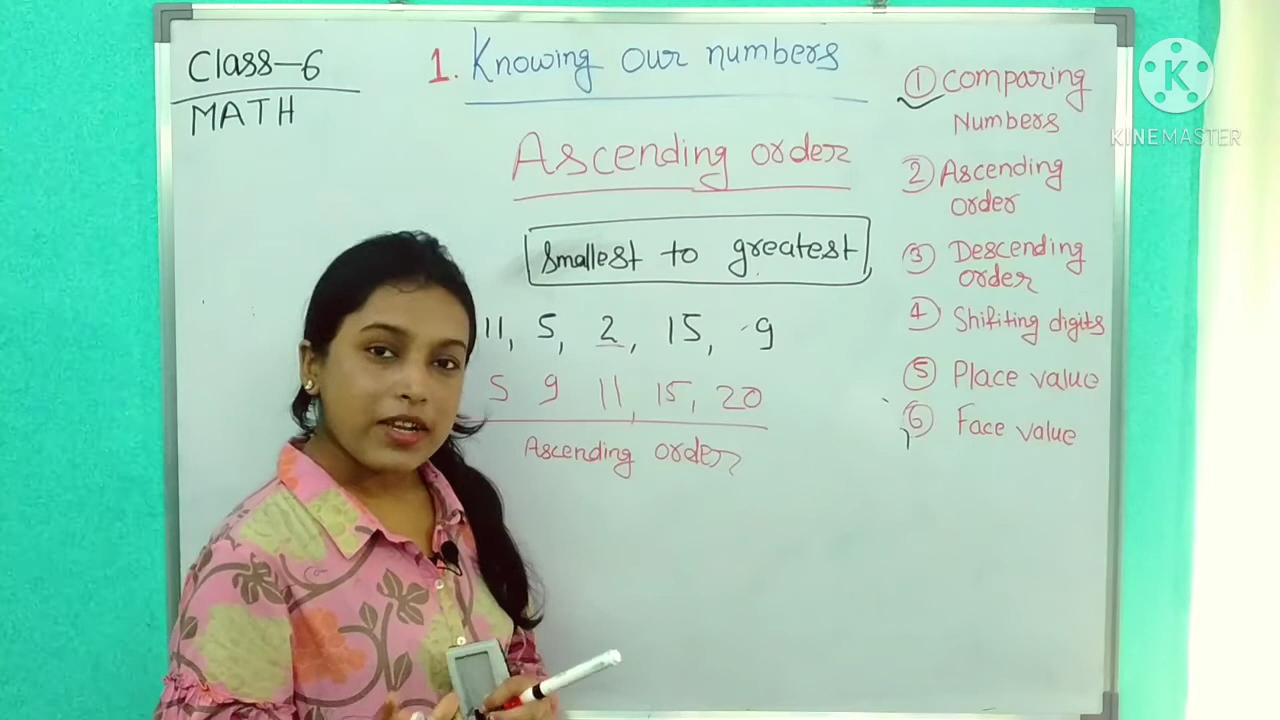 Class-6
MATH
1. Knowing our numbers
Ascending order
Smallest to greatest
11, 5, 2, 15, 9
5 9 11, 15, 20
Ascending order
① Comparing
Numbers
② Ascending
order
③ Descending
order
④ Shifiting digits
⑤ Place value
⑥ Face value
K
KINEMASTER